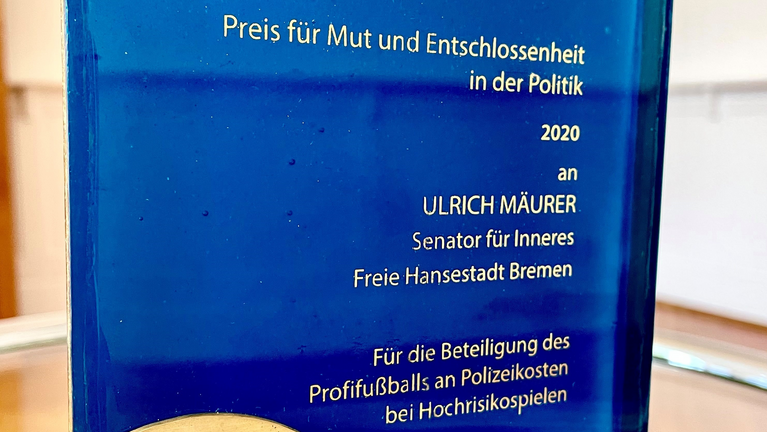 Preis für Mut und Entschlossenheit
in der Politik
2020
an
ULRICH MÄURER
Senator für Inneres
Freie Hansestadt Bremen
Für die Beteiligung des
Profifußballs an Polizeikosten
bei Hochrisikospielen